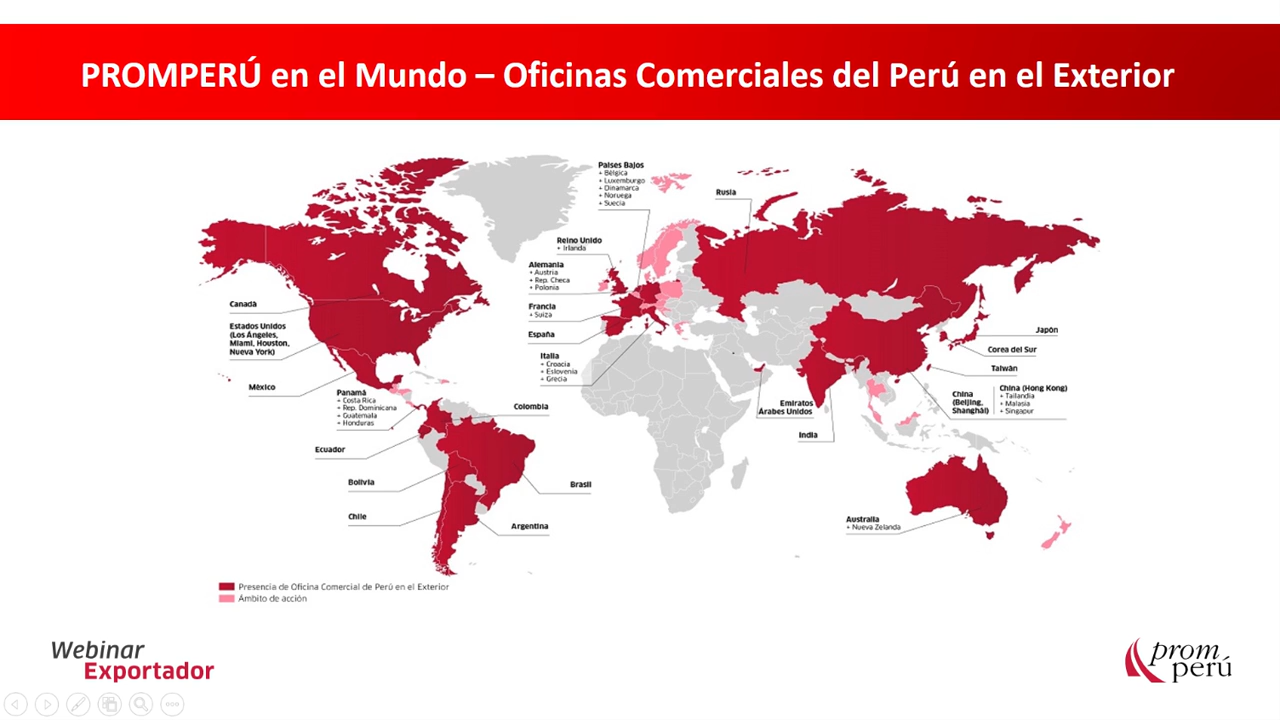 PROMPERÚ en el Mundo – Oficinas Comerciales del Perú en el Exterior
Países Bajos
+ Bélgica
+ Luxemburgo
+ Dinamarca
+ Noruega
+ Suecia
Rusia
Reino Unido
+ Irlanda
Alemania
+ Austria
+ Rep. Checa
+ Polonia
Francia
+ Suiza
España
Italia
+ Croacia
+ Eslovenia
+ Grecia
Canadá
Estados Unidos
(Los Ángeles,
Miami, Houston,
Nueva York)
México
Panamá
+ Costa Rica
+ Rep. Dominicana
+ Guatemala
+ Honduras
Colombia
Ecuador
Bolivia
Brasil
Chile
Argentina
Emiratos
Árabes Unidos
India
Japón
Corea del Sur
Taiwán
China
(Beijing,
Shanghái)
China (Hong Kong)
+ Tailandia
+ Malasia
+ Singapur
Australia
+ Nueva Zelanda
Presencia de Oficina Comercial de Perú en el Exterior
Ámbito de acción
Webinar
Exportador
prom
perú